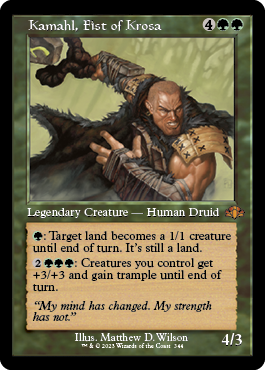 Kamahl, Fist of Krosa 4
Legendary Creature — Human Druid
: Target land becomes a 1/1 creature
until end of turn. It's still a land.
2: Creatures you control get
+3/+3 and gain trample until end of
turn.
"My mind has changed. My strength
has not."
Illus. Matthew D. Wilson 4/3
™ & © 2023 Wizards of the Coast 344